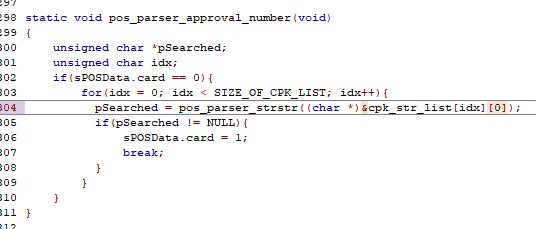 297
298 static void pos_parser_approval_number(void)
299 {
300 unsigned char *pSearched;
301 unsigned char idx;
302 if(sPOSData.card == 0){
303 for(idx = 0; idx < SIZE_OF_CPK_LIST; idx++){
304 pSearched = pos_parser_strstr((char *)&cpk_str_list[idx][0]);
305 if(pSearched != NULL){
306 sPOSData.card = 1;
307 break;
308 }
309 }
310 }
311 }
312